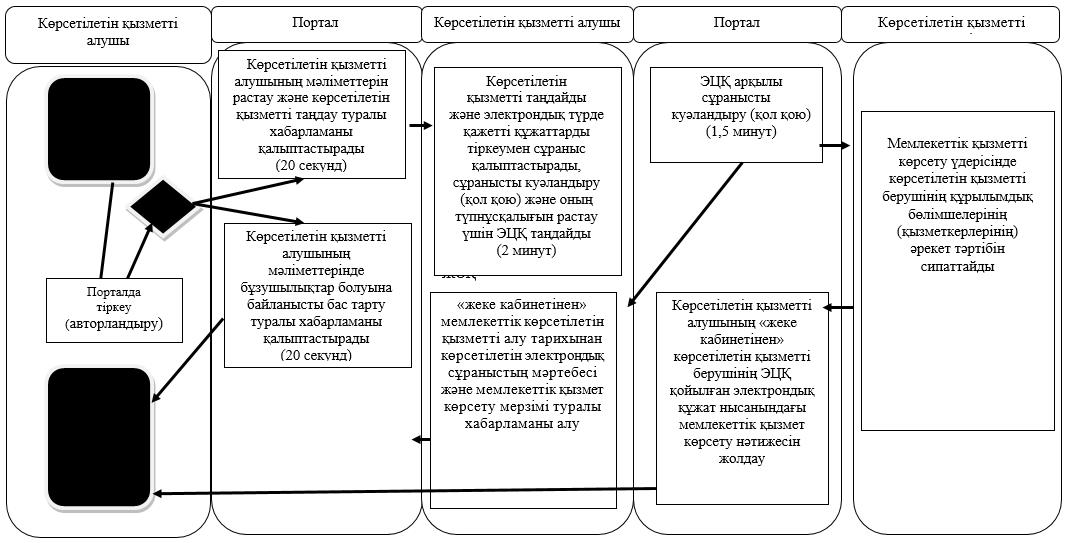 Көрсетілетін қызметті
алушы
Портал
Көрсетілетін қызметті алушы
Портал
Көрсетілетін қызметті
Порталда
тіркеу
(авторландыру)
Көрсетілетін қызметті
алушының мәліметтерін
растау және көрсетілетін
қызметті таңдау туралы
хабарламаны
қалыптастырады
(20 секунд)
Көрсетілетін қызметті
алушының
мәліметтерінде
бұзушылықтар болуына
байланысты бас тарту
туралы хабарламаны
қалыптастырады
(20 секунд)
Көрсетілетін
қызметті таңдайды
және электрондық түрде
қажетті құжаттарды
тіркеумен сұраныс
қалыптастырады,
сұранысты куәландыру
(қол қою) және оның
түпнұсқалығын растау
үшін ЭЦҚ таңдайды
(2 минут)
«жеке кабинетінен»
мемлекеттік көрсетілетін
қызметті алу тарихынан
көрсетілетін электрондық
сұраныстың мәртебесі
және мемлекеттік қызмет
көрсету мерзімі туралы
хабарламаны алу
ЭЦҚ арқылы
сұранысты
куәландыру (қол қою)
(1,5 минут)
Көрсетілетін қызметті
алушының «жеке
кабинетінен»
көрсетілетін қызметті
берушінің ЭЦҚ
қойылған электрондық
құжат нысанындағы
мемлекеттік қызмет
көрсету нәтижесін
жолдау
Мемлекеттік қызметті
көрсету үдерісінде
көрсетілетін қызметті
берушінің құрылымдық
бөлімшелерінің
(қызметкерлерінің)
әрекет тәртібін
сипаттайды